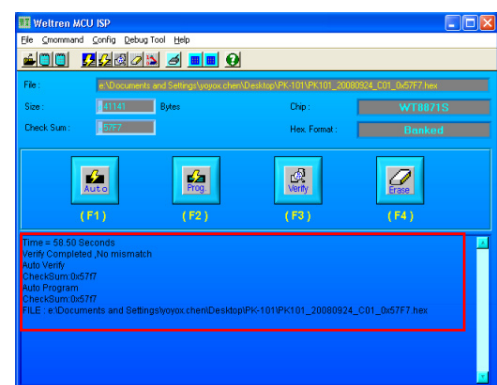 Weltren MCU ISP
File Cmommand Config Debug Tool Help
File : e:\Documents and Settings\yoyox.chen\Desktop\PK-101\PK101_20080924_C01_0x57F7.hex
Size : 41141 Bytes Chip : WT8871S
Check Sum : 57F7 Hex. Format : Banked
Auto Prog. Verify Erase
( F1 ) ( F2 ) ( F3 ) ( F4 )
Time = 58.50 Seconds
Verify Completed ,No mismatch
Auto Verify
CheckSum:0x57f7
Auto Program
CheckSum:0x57f7
FILE : e:\Documents and Settings\yoyox.chen\Desktop\PK-101\PK101_20080924_C01_0x57F7.hex